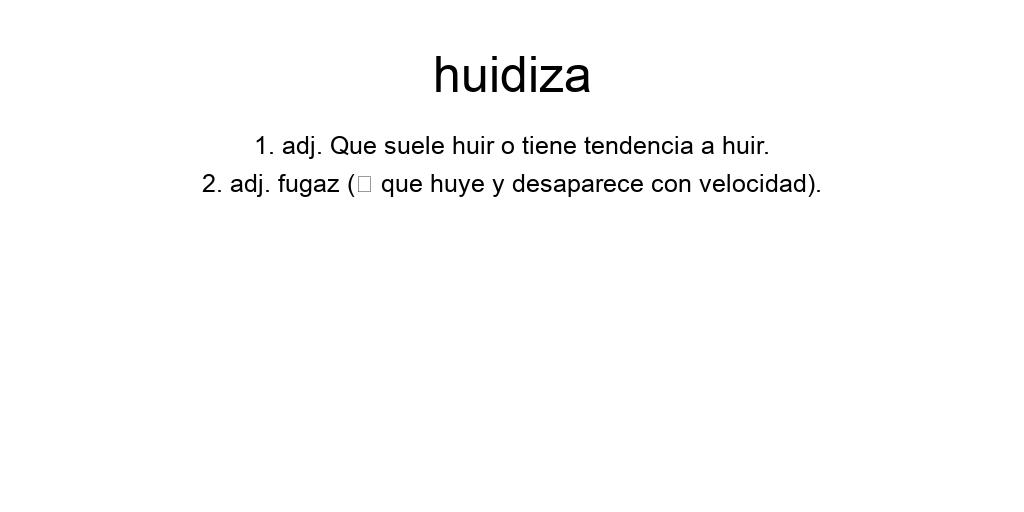 huidiza
1. adj. Que suele huir o tiene tendencia a huir.
2. adj. fugaz (▯ que huye y desaparece con velocidad).